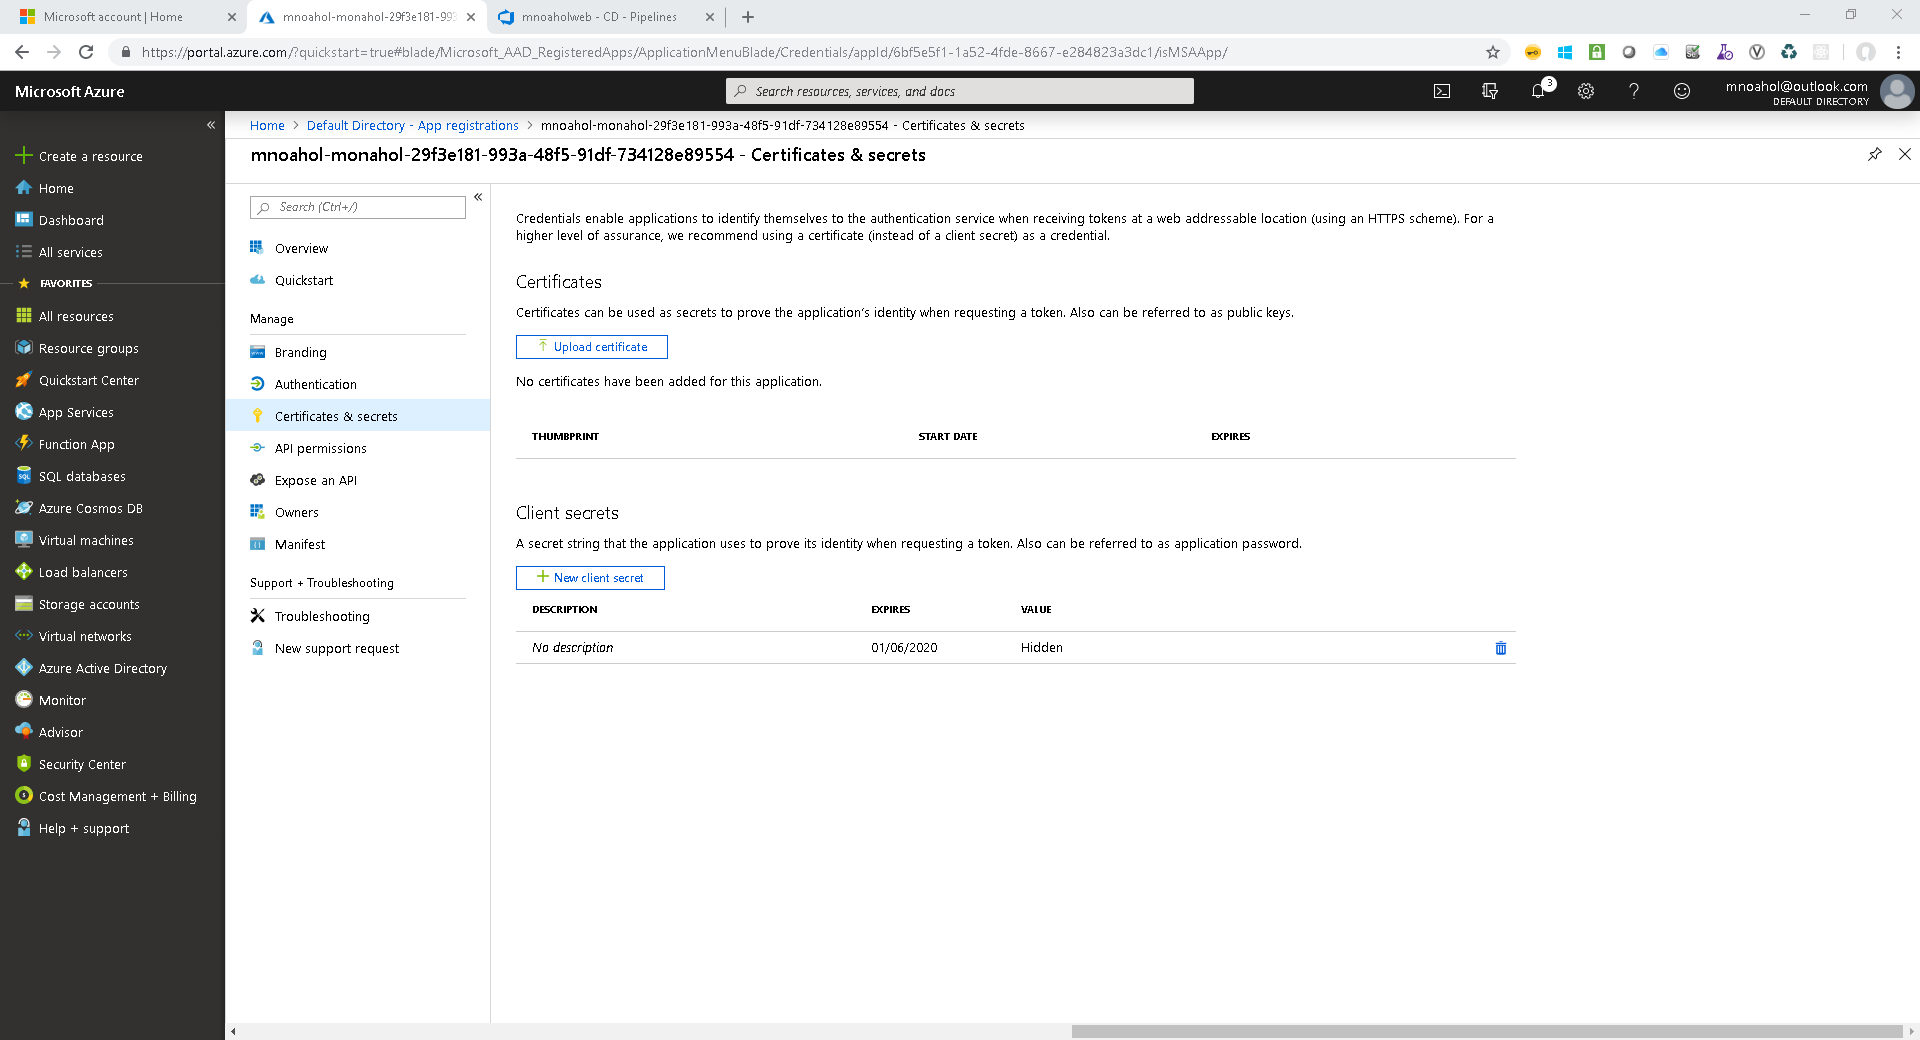 Microsoft account | Home
mnoahol-monahol-29f3e181-993
mnoaholweb - CD - Pipelines
https://portal.azure.com/?quickstart=true#blade/Microsoft_AAD_RegisteredApps/ApplicationMenuBlade/Credentials/appId/6bf5e5f1-1a52-4fde-8667-e284823a3dc1/isMSAApp/
Microsoft Azure
Search resources, services, and docs
3
mnoahol@outlook.com
DEFAULT DIRECTORY
Create a resource
Home
Dashboard
All services
FAVORITES
All resources
Resource groups
Quickstart Center
App Services
Function App
SQL databases
Azure Cosmos DB
Virtual machines
Load balancers
Storage accounts
Virtual networks
Azure Active Directory
Monitor
Advisor
Security Center
Cost Management + Billing
Help + support
Home > Default Directory - App registrations > mnoahol-monahol-29f3e181-993a-48f5-91df-734128e89554 - Certificates & secrets
mnoahol-monahol-29f3e181-993a-48f5-91df-734128e89554 - Certificates & secrets
Search (Ctrl+/)
Overview
Quickstart
Manage
Branding
Authentication
Certificates & secrets
API permissions
Expose an API
Owners
Manifest
Support + Troubleshooting
Troubleshooting
New support request
Credentials enable applications to identify themselves to the authentication service when receiving tokens at a web addressable location (using an HTTPS scheme). For a
higher level of assurance, we recommend using a certificate (instead of a client secret) as a credential.
Certificates
Certificates can be used as secrets to prove the application's identity when requesting a token. Also can be referred to as public keys.
Upload certificate
No certificates have been added for this application.
THUMBPRINT START DATE EXPIRES
Client secrets
A secret string that the application uses to prove its identity when requesting a token. Also can be referred to as application password.
New client secret
DESCRIPTION EXPIRES VALUE
No description 01/06/2020 Hidden